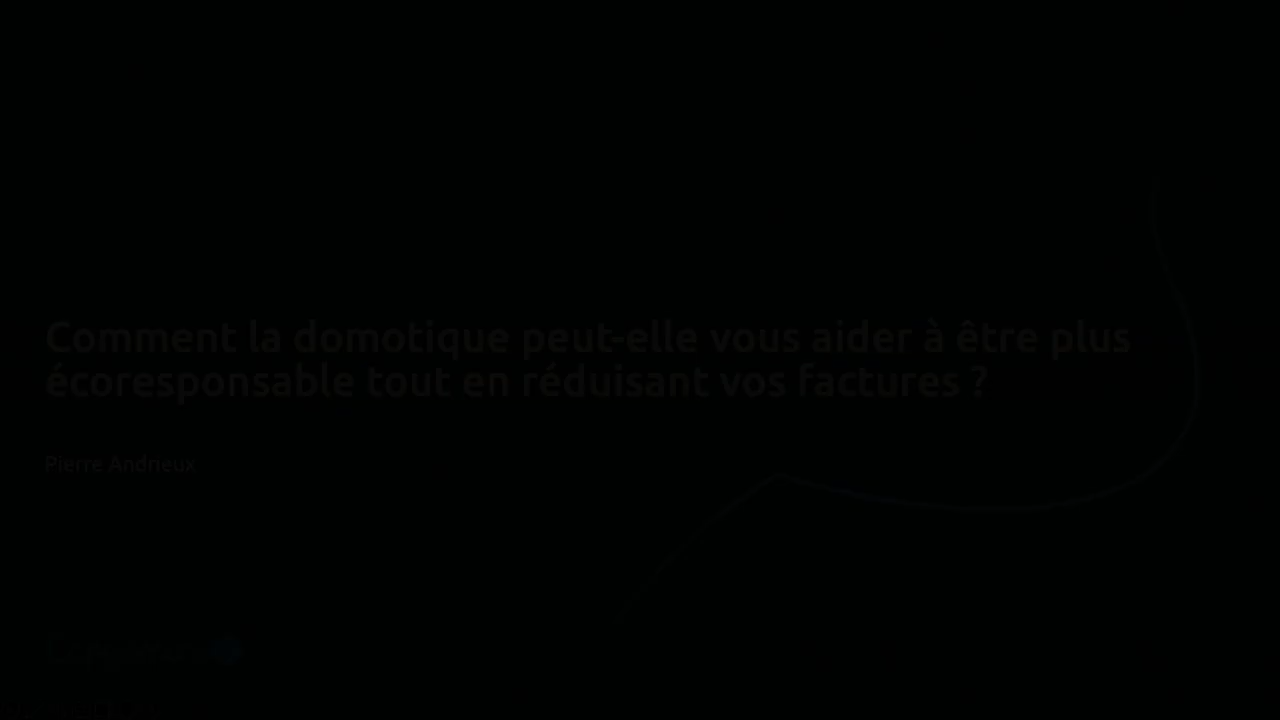 Comment la domotique peut-elle vous aider à être plus
écoresponsable tout en réduisant vos factures ?
Pierre Andrieux